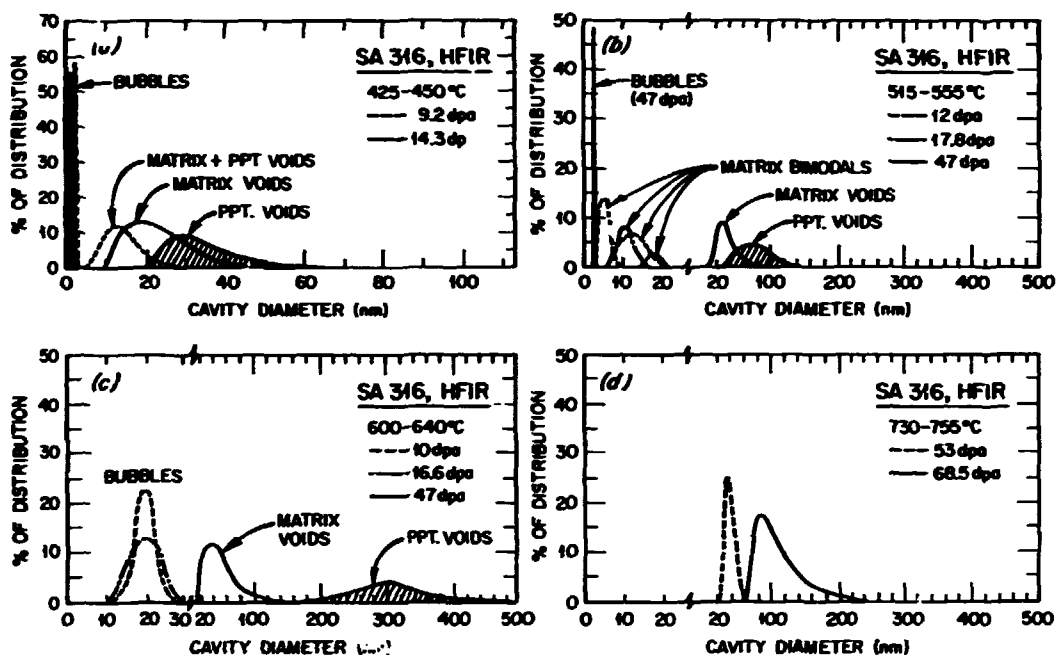 (a)
70
60
50
40
30
20
10
0
% OF DISTRIBUTION
SA 316, HFIR
425-450°C
9.2 dpa
14.3 dp
BUBBLES
MATRIX + PPT. VOIDS
MATRIX VOIDS
PPT. VOIDS
0 20 40 60 80 100
CAVITY DIAMETER (nm)
(b)
50
40
30
20
10
0
% OF DISTRIBUTION
SA 316, HFIR
515-555°C
12 dpa
17.8 dpa
47 dpa
BUBBLES
(47 dpa)
MATRIX BIMODALS
MATRIX VOIDS
PPT. VOIDS
0 10 20 20 100 200 300 400 500
CAVITY DIAMETER (nm)
(c)
50
40
30
20
10
0
% OF DISTRIBUTION
SA 316, HFIR
600-640°C
10 dpa
16.6 dpa
47 dpa
BUBBLES
MATRIX
VOIDS
PPT. VOIDS
0 10 20 30 20 100 200 300 400 500
CAVITY DIAMETER
(d)
50
40
30
20
10
0
% OF DISTRIBUTION
SA 316, HFIR
730-755°C
53 dpa
68.5 dpa
0 10 20 20 100 200 300 400 500
CAVITY DIAMETER (nm)